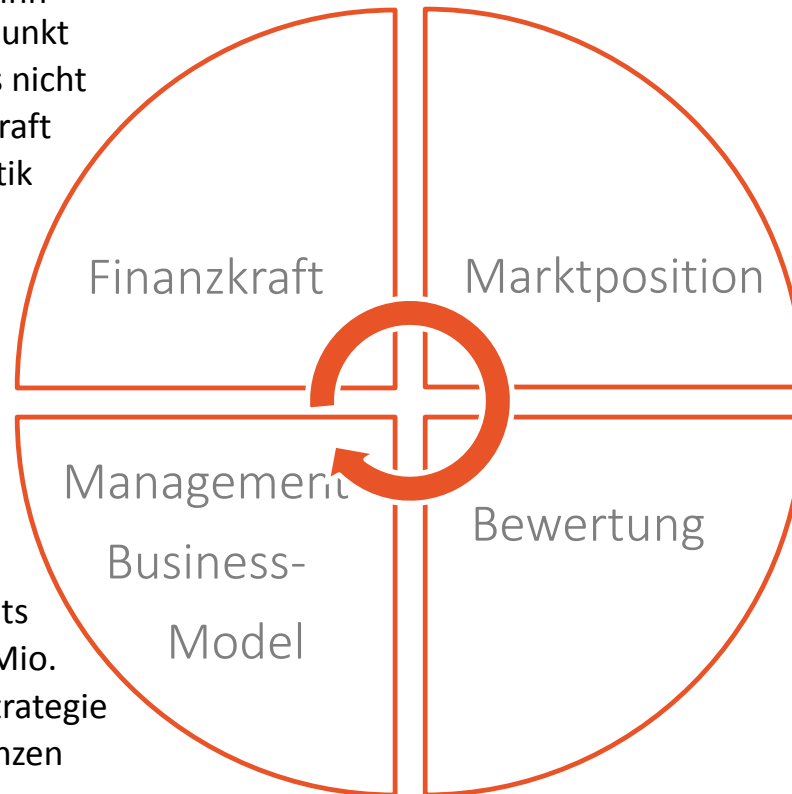 unkt
s nicht
raft
tik
Finanzkraft
Marktposition
Management
Business-
Model
Bewertung
ts
Mio.
trategie
nzen